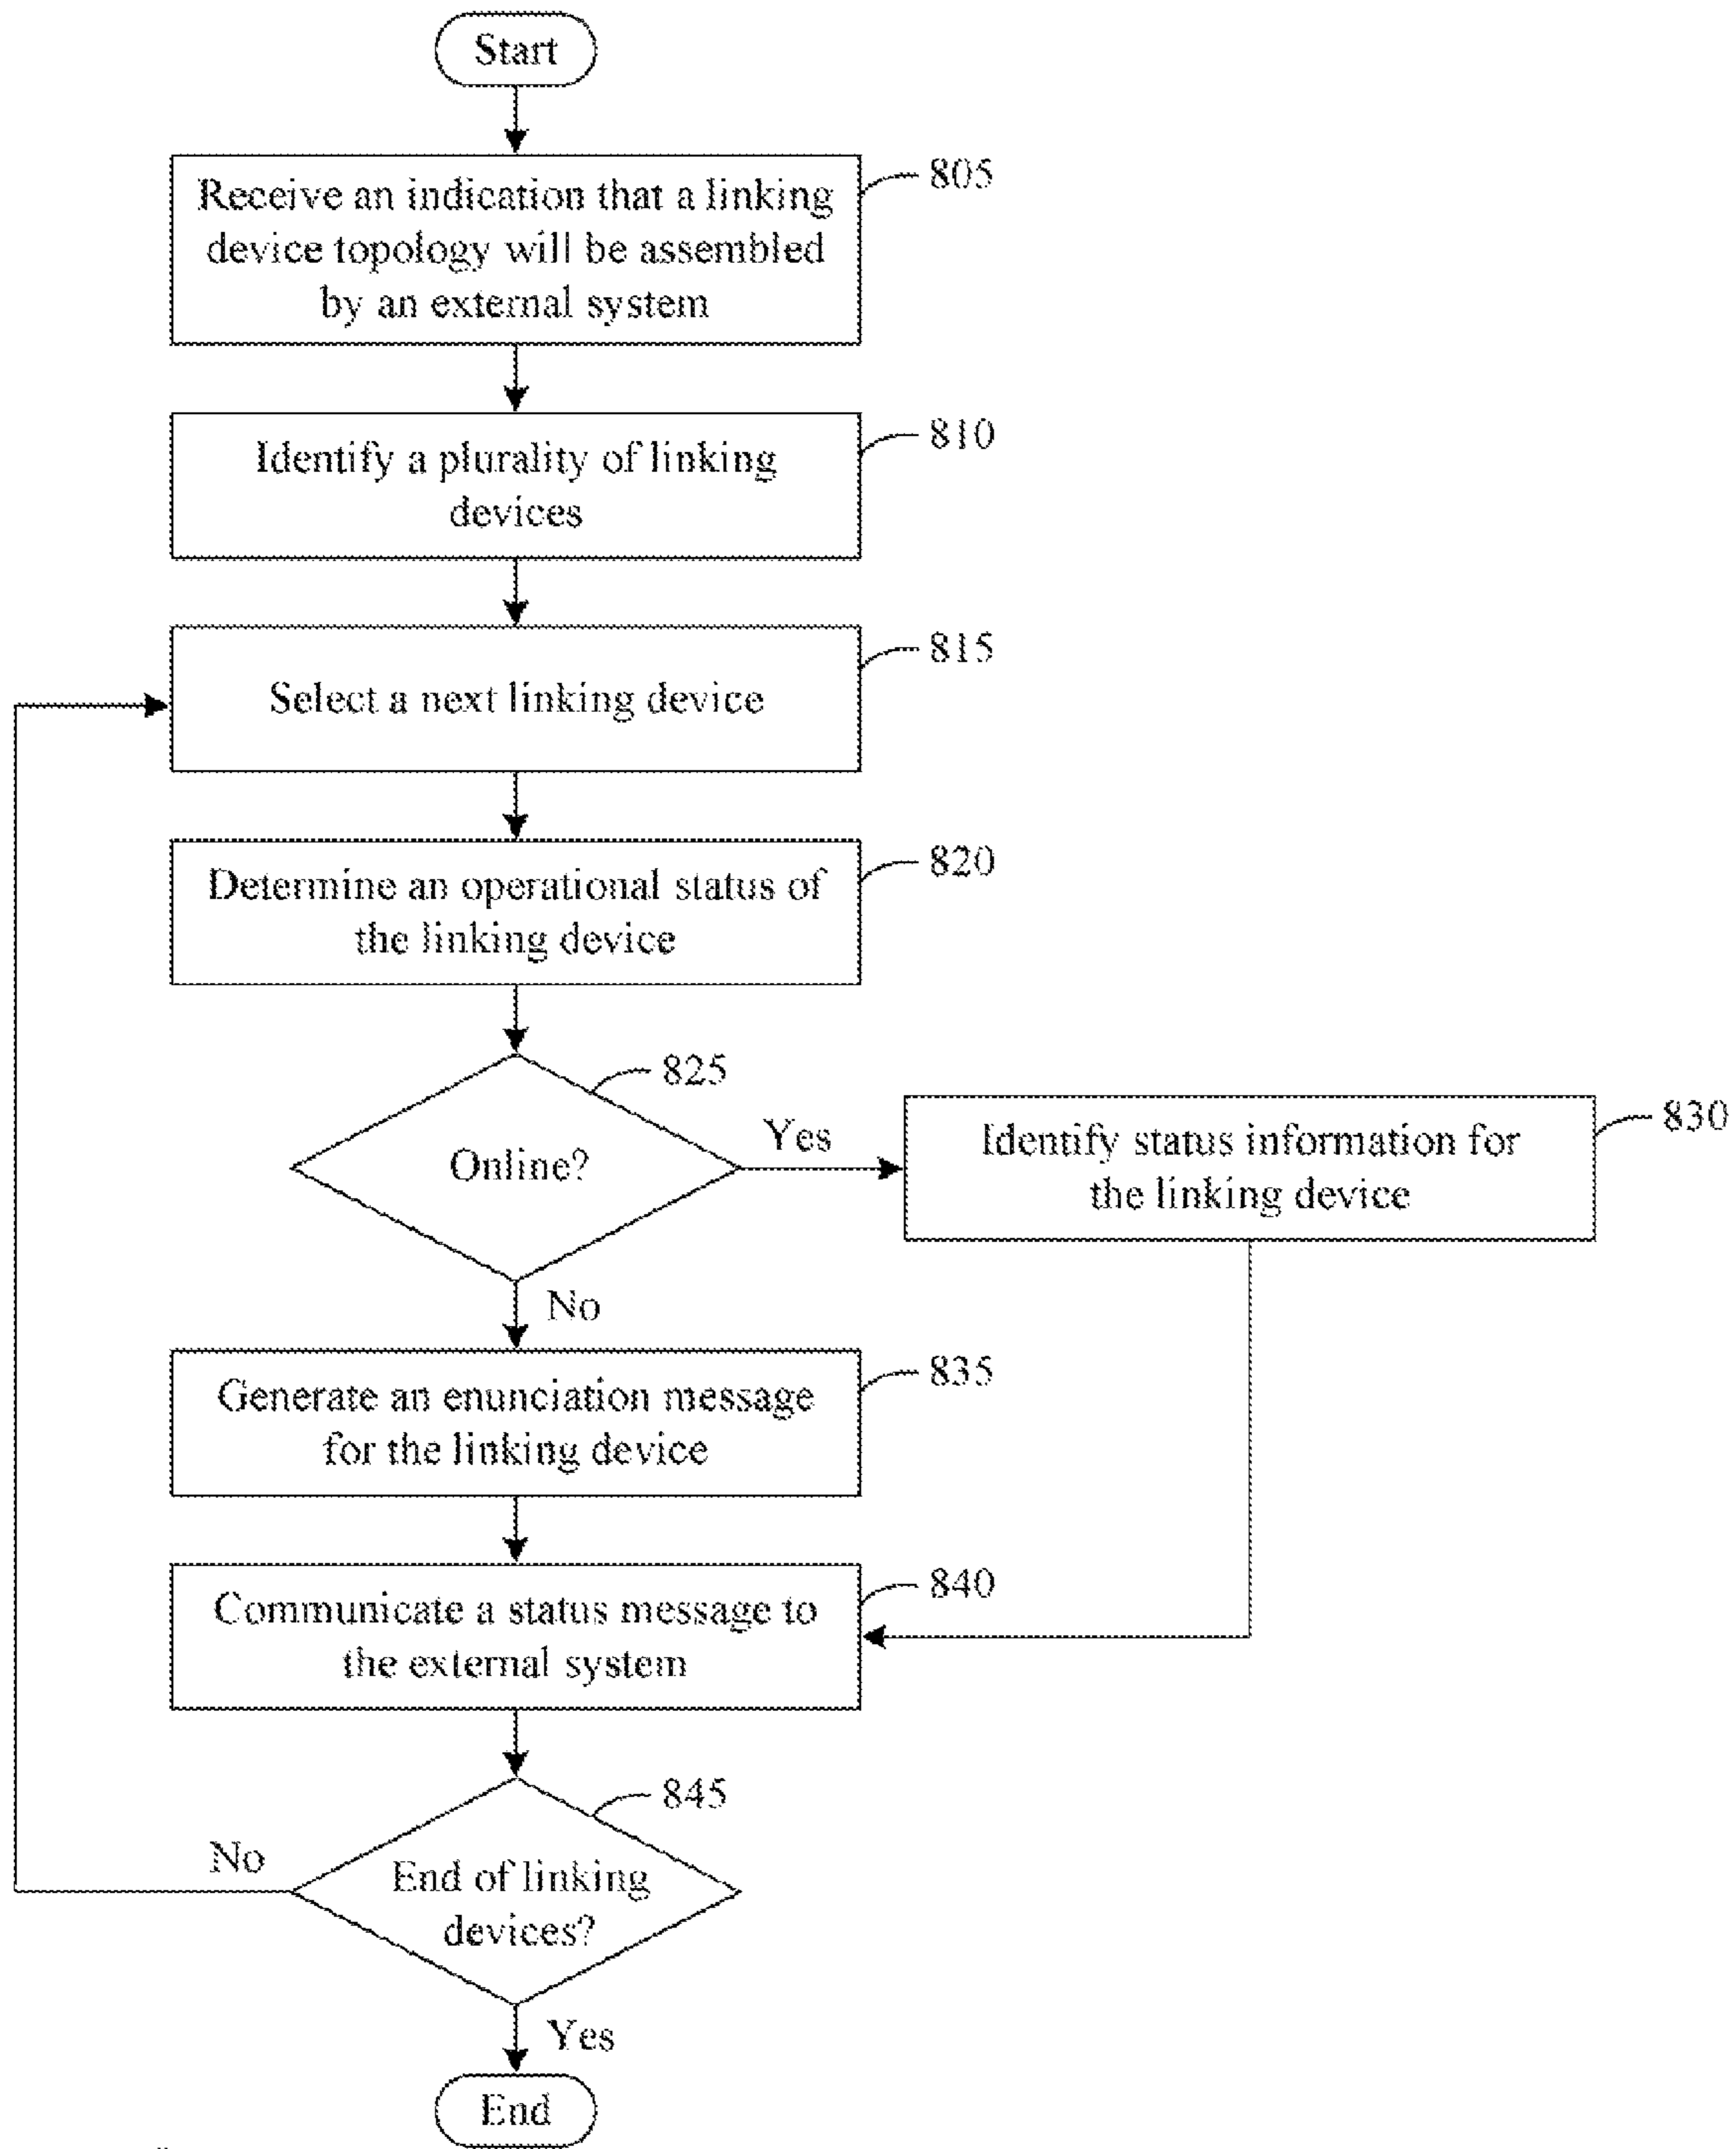 Start
Receive an indication that a linking
device topology will be assembled
by an external system
805
Identify a plurality of linking
devices
810
Select a next linking device
815
Determine an operational status of
the linking device
820
Online?
825
Yes
Identify status information for
the linking device
830
No
Generate an enunciation message
for the linking device
835
Communicate a status message to
the external system
840
End of linking
devices?
845
No
Yes
End